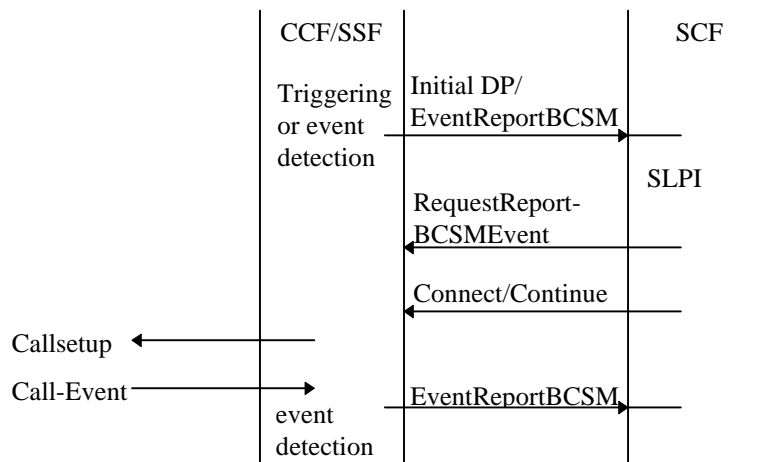 CCF/SSF
SCF
Triggering
or event
detection
Initial DP/
EventReportBCSM
SLPI
RequestReport-
BCSMEvent
Connect/Continue
Callsetup
Call-Event
event
detection
EventReportBCSM